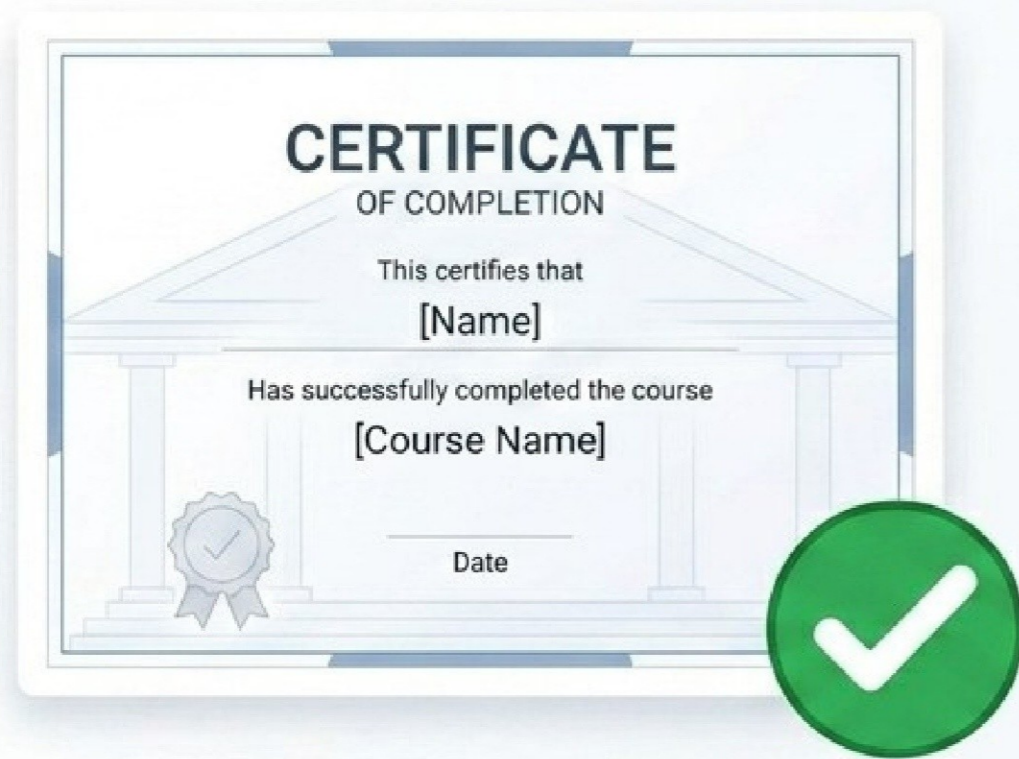 CERTIFICATE
OF COMPLETION
This certifies that
[Name]
Has successfully completed the course
[Course Name]
Date